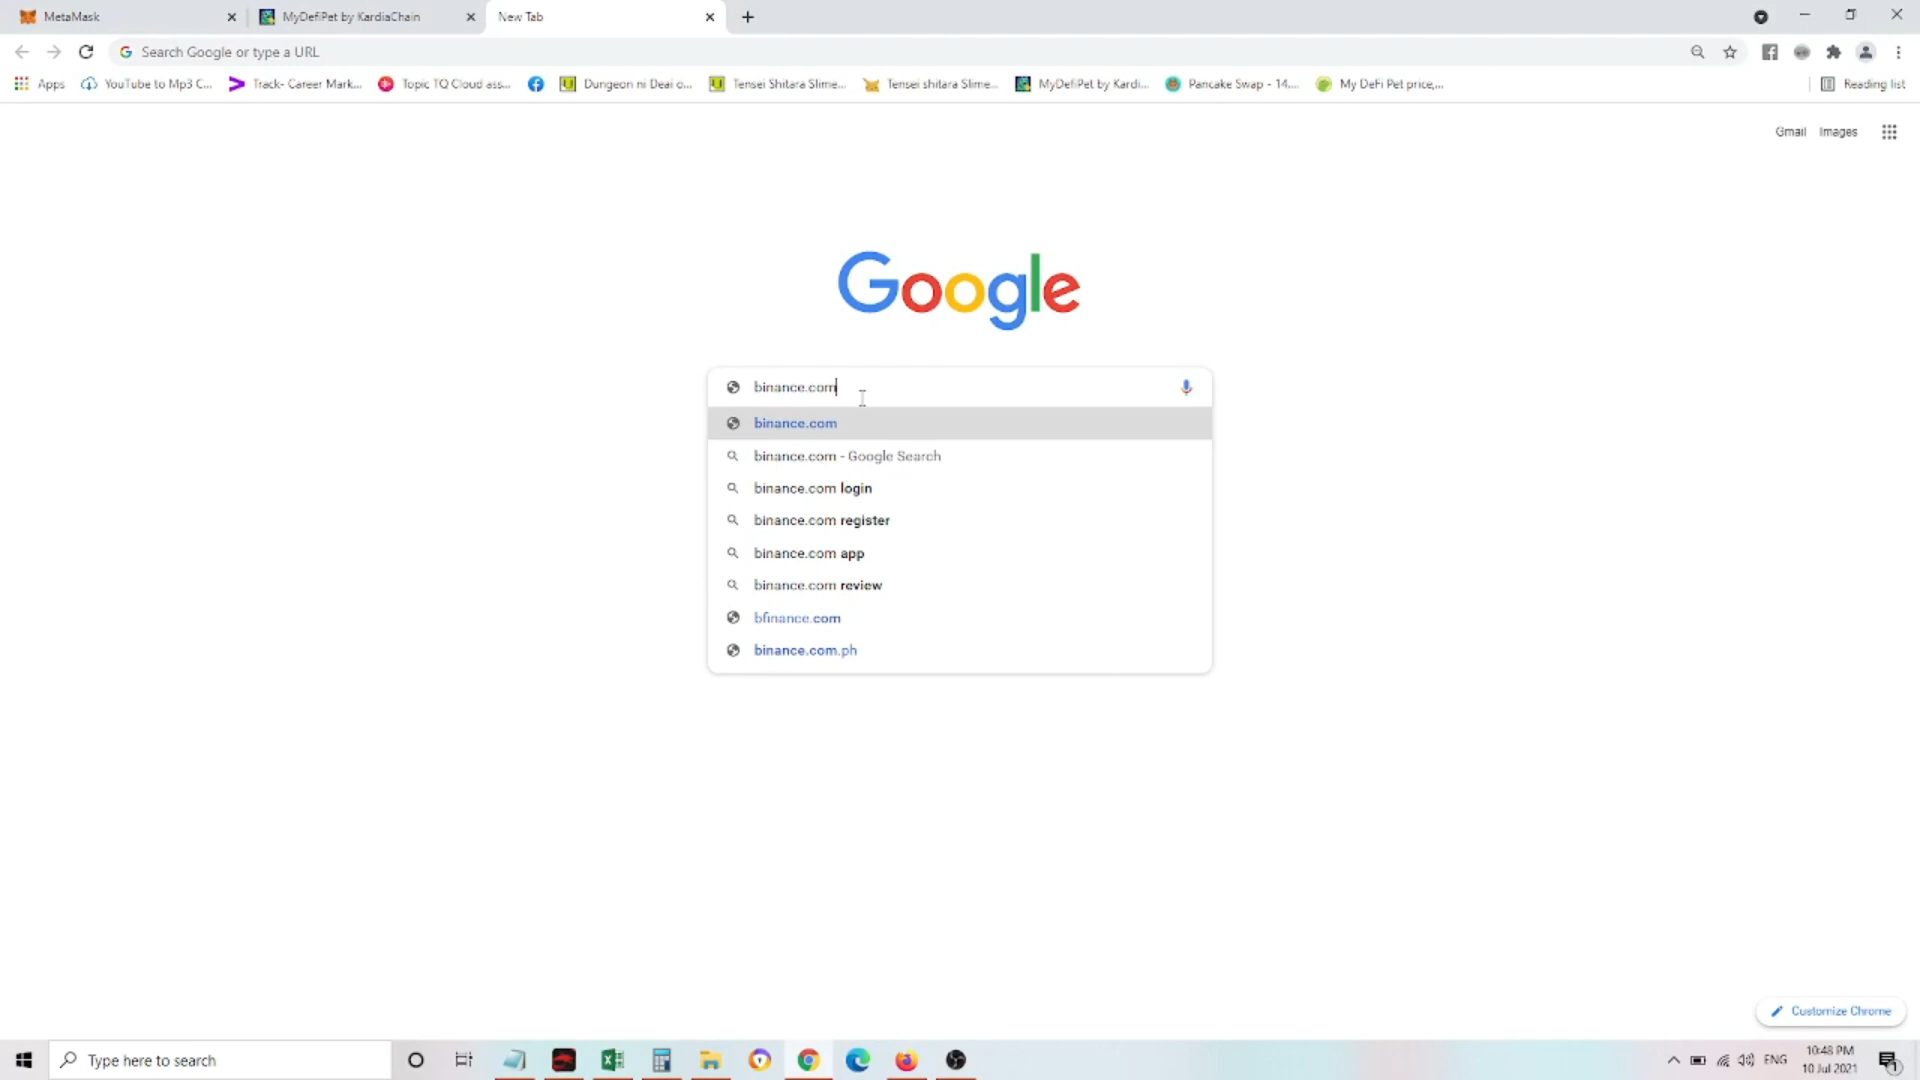 MetaMask
MyDefiPet by KardiaChain
New Tab
Search Google or type a URL
Apps
YouTube to Mp3 C...
Track- Career Mark...
Topic TQ Cloud ass...
Dungeon ni Deai o...
Tensei Shitara Slime...
Tensei shitara Slime...
MyDefiPet by Kardi...
Pancake Swap - 14....
My DeFi Pet price,...
Reading list
Gmail
Images
Google
binance.com
binance.com
binance.com - Google Search
binance.com login
binance.com register
binance.com app
binance.com review
bfinance.com
binance.com.ph
Customize Chrome
Type here to search
ENG
10:48 PM
10 Jul 2021
1